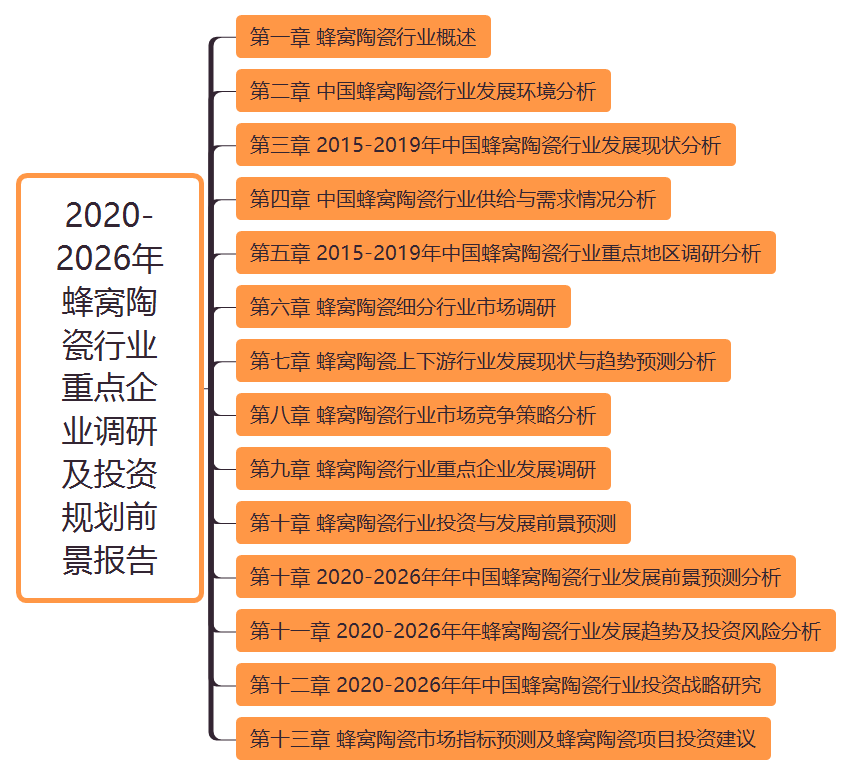 2020-
2026年
蜂窝陶
瓷行业
重点企
业调研
及投资
规划前
景报告
第一章 蜂窝陶瓷行业概述
第二章 中国蜂窝陶瓷行业发展环境分析
第三章 2015-2019年中国蜂窝陶瓷行业发展现状分析
第四章 中国蜂窝陶瓷行业供给与需求情况分析
第五章 2015-2019年中国蜂窝陶瓷行业重点地区调研分析
第六章 蜂窝陶瓷细分行业市场调研
第七章 蜂窝陶瓷上下游行业发展现状与趋势预测分析
第八章 蜂窝陶瓷行业市场竞争策略分析
第九章 蜂窝陶瓷行业重点企业发展调研
第十章 蜂窝陶瓷行业投资与发展前景预测
第十章 2020-2026年年中国蜂窝陶瓷行业发展前景预测分析
第十一章 2020-2026年年蜂窝陶瓷行业发展趋势及投资风险分析
第十二章 2020-2026年年中国蜂窝陶瓷行业投资战略研究
第十三章 蜂窝陶瓷市场指标预测及蜂窝陶瓷项目投资建议